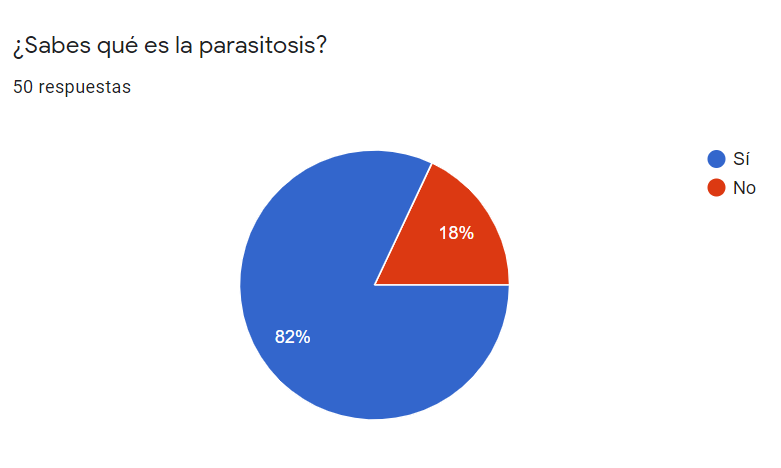 ¿Sabes qué es la parasitosis?
50 respuestas
Sí
No
18%
82%